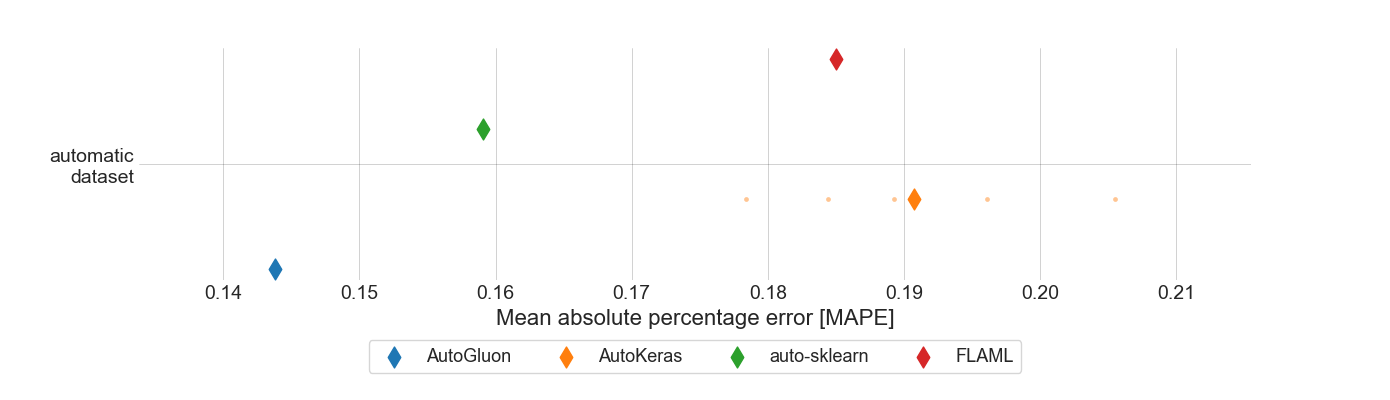 automatic
dataset
0.14 0.15 0.16 0.17 0.18 0.19 0.20 0.21
Mean absolute percentage error [MAPE]
AutoGluon AutoKeras auto-sklearn FLAML